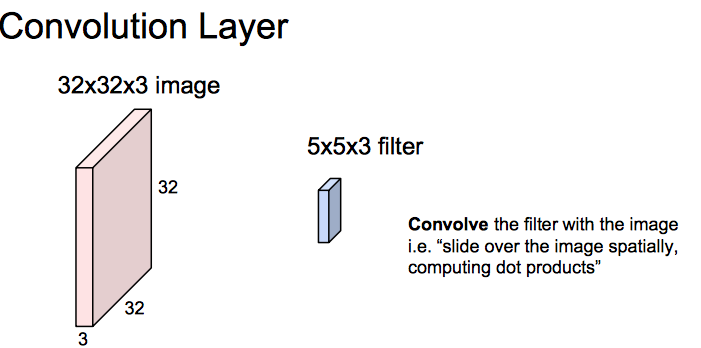 Convolution Layer
32x32x3 image
5x5x3 filter
32
Convolve the filter with the image
i.e. “slide over the image spatially,
computing dot products”
32
3